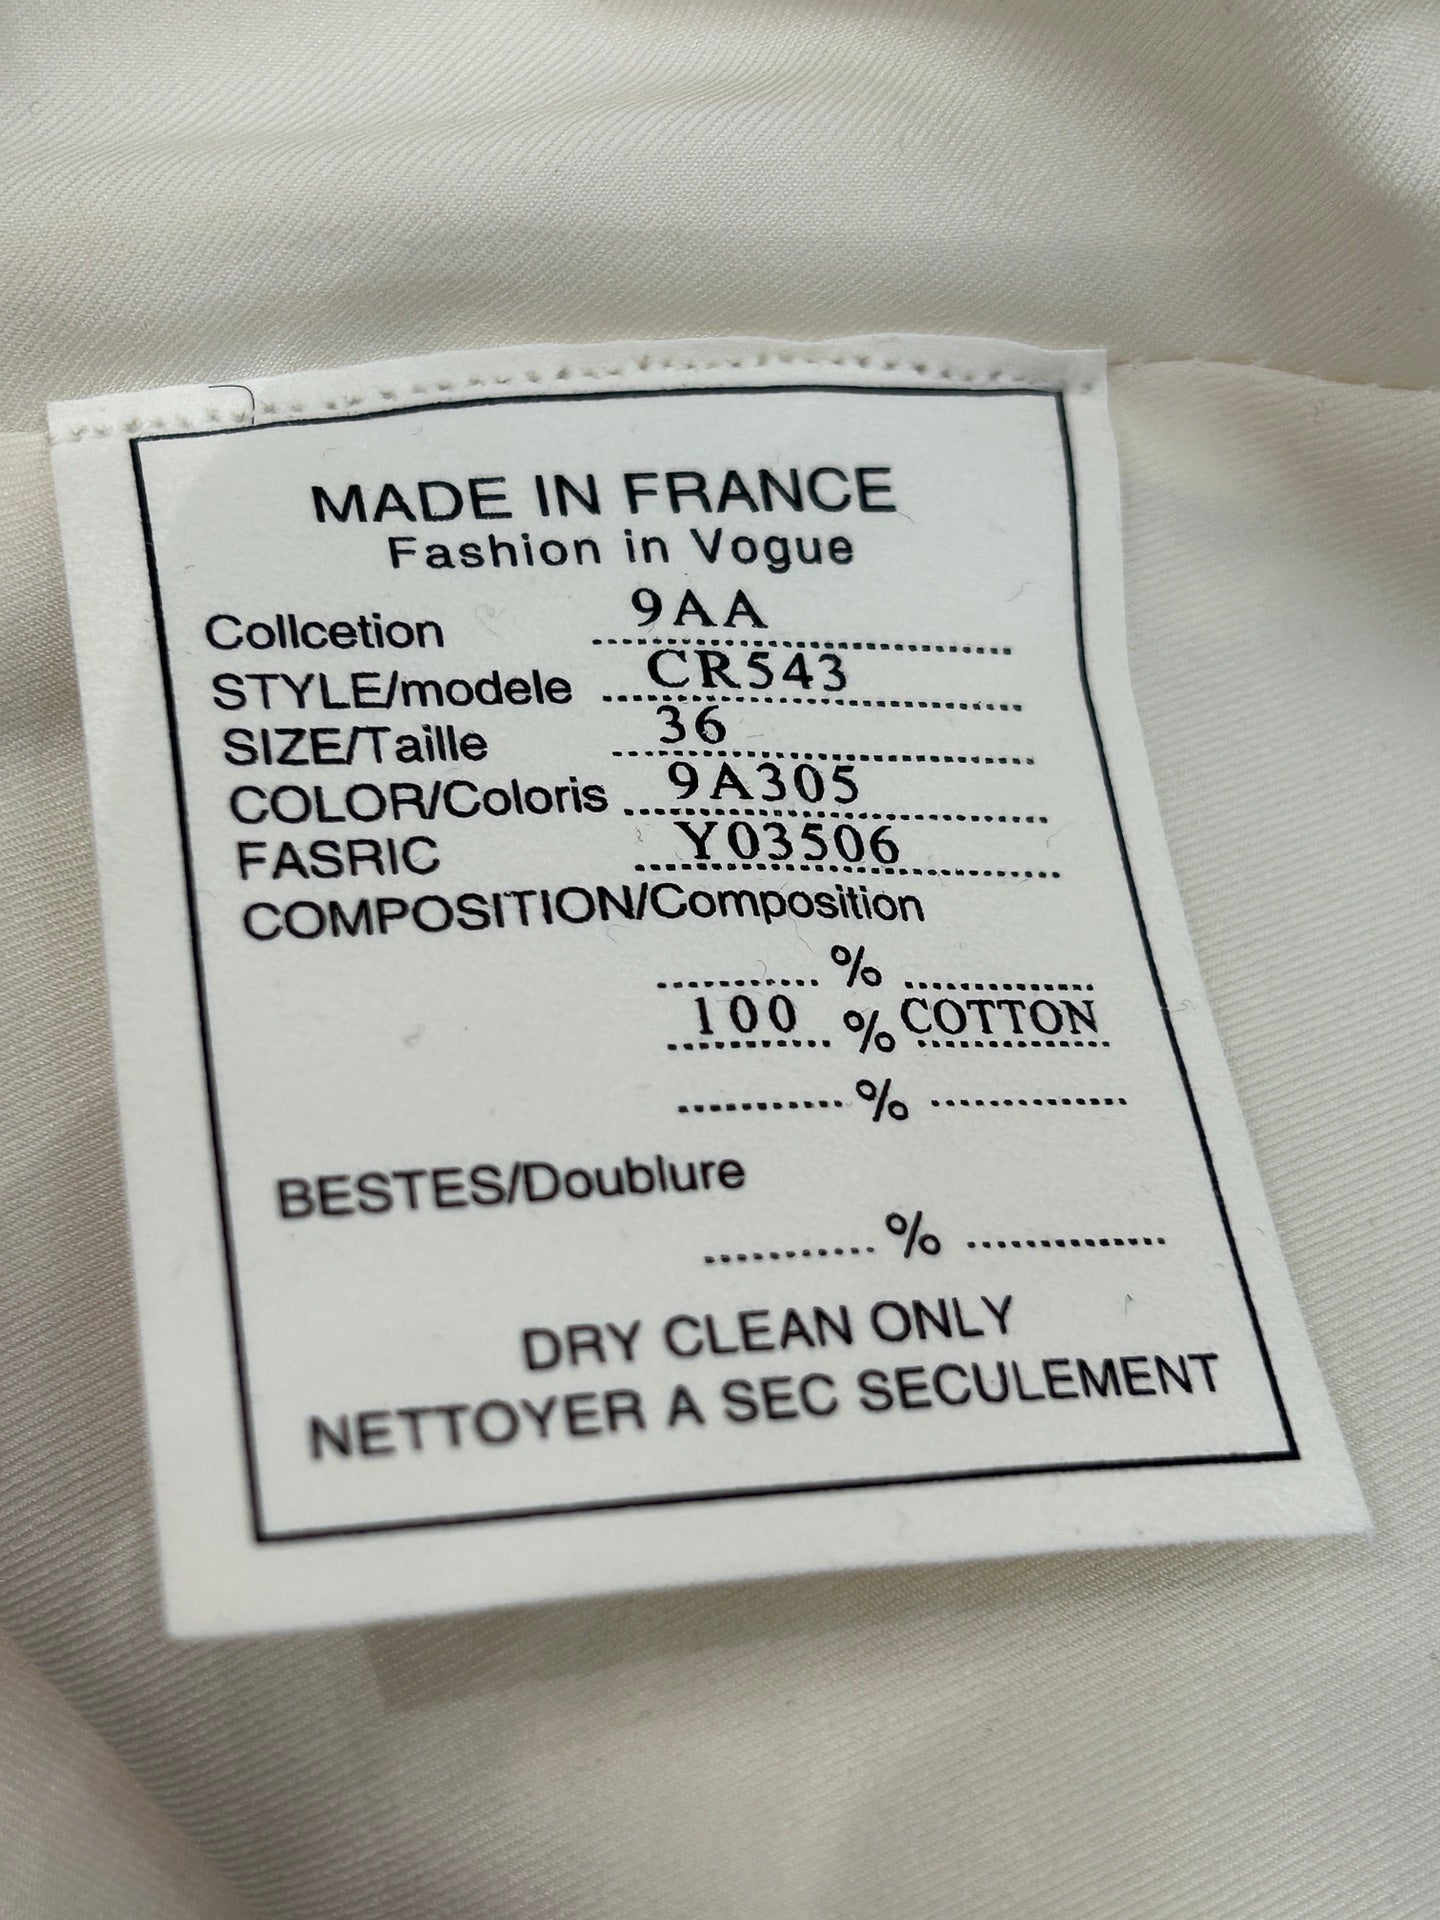 MADE IN FRANCE
Fashion in Vogue
Collcetion 9AA
STYLE/modele CR543
SIZE/Taille 36
COLOR/Coloris 9A305
FASRIC Y03506
COMPOSITION/Composition
........... % ..............
100 % COTTON
........... % ..............
BESTES/Doublure
........... % ..............
DRY CLEAN ONLY
NETTOYER A SEC SECULEMENT